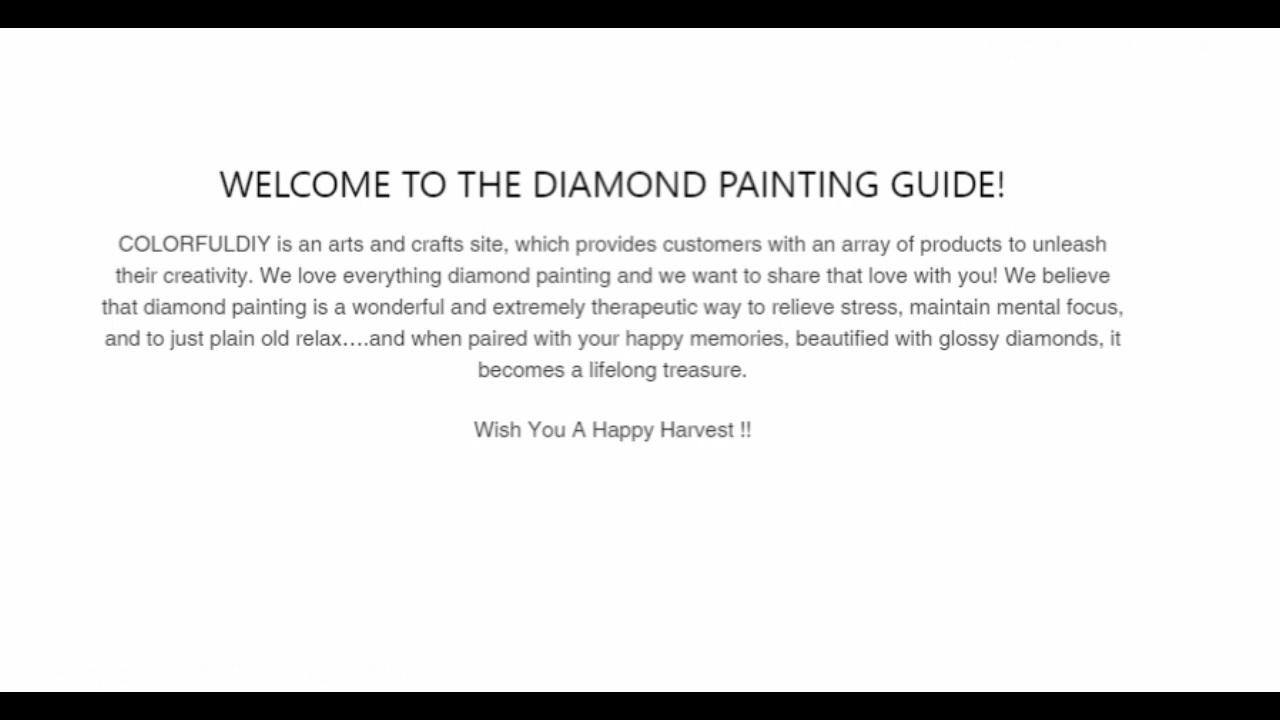 WELCOME TO THE DIAMOND PAINTING GUIDE!
COLORFULDIY is an arts and crafts site, which provides customers with an array of products to unleash
their creativity. We love everything diamond painting and we want to share that love with you! We believe
that diamond painting is a wonderful and extremely therapeutic way to relieve stress, maintain mental focus,
and to just plain old relax….and when paired with your happy memories, beautified with glossy diamonds, it
becomes a lifelong treasure.
Wish You A Happy Harvest !!